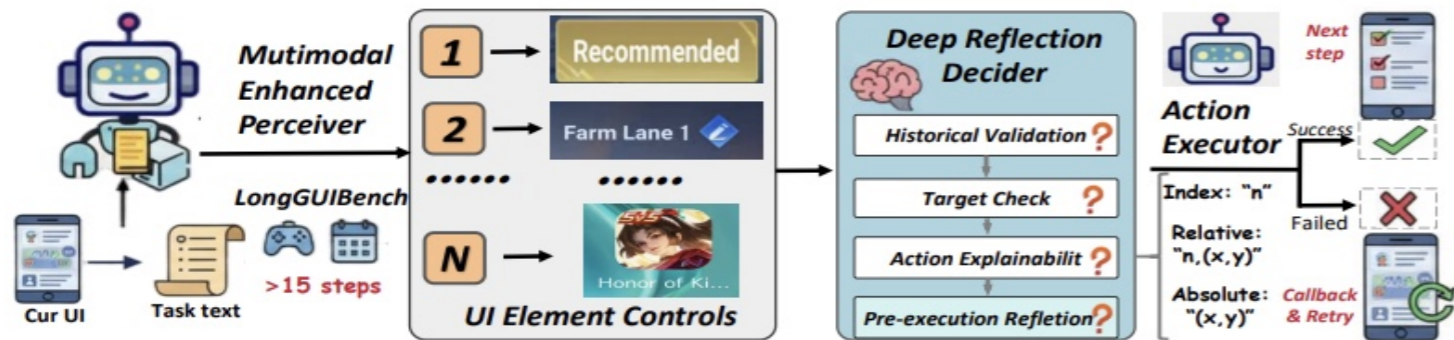 Mutimodal
Enhanced
Perceiver
LongGUIBench
>15 steps
Cur UI
Task text
1
Recommended
2
Farm Lane 1
N
SVS
Honor of Ki...
UI Element Controls
Deep Reflection
Decider
Historical Validation ?
Target Check ?
Action Explainabilit ?
Pre-execution Refletion ?
Action
Executor
Next
step
Success
Failed
Index: “n”
Relative:
“n,(x,y)”
Absolute:
“(x,y)”
Callback
& Retry